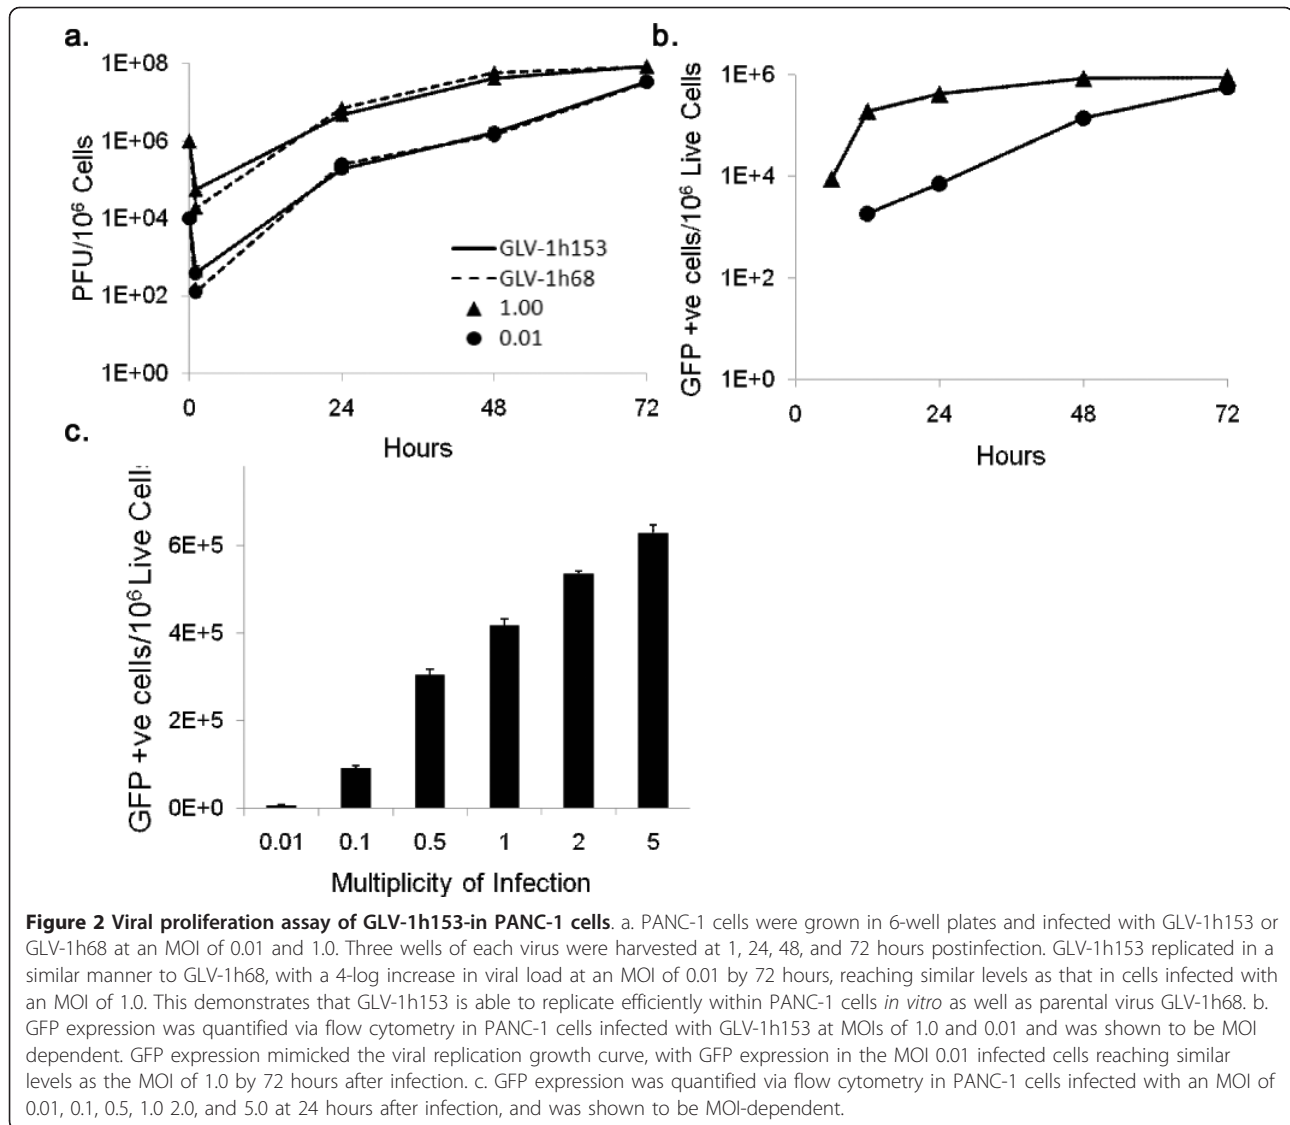 a.
1E+08
1E+06
1E+04
1E+02
1E+00
PFU/10⁶ Cells
GLV-1h153
GLV-1h68
1.00
0.01
0 24 48 72
Hours
b.
1E+6
1E+4
1E+2
1E+0
GFP +ve cells/10⁶ Live Cells
0 24 48 72
Hours
c.
6E+5
4E+5
2E+5
0E+0
GFP +ve cells/10⁶ Live Cell
0.01 0.1 0.5 1 2 5
Multiplicity of Infection
Figure 2 Viral proliferation assay of GLV-1h153-in PANC-1 cells. a. PANC-1 cells were grown in 6-well plates and infected with GLV-1h153 or
GLV-1h68 at an MOI of 0.01 and 1.0. Three wells of each virus were harvested at 1, 24, 48, and 72 hours postinfection. GLV-1h153 replicated in a
similar manner to GLV-1h68, with a 4-log increase in viral load at an MOI of 0.01 by 72 hours, reaching similar levels as that in cells infected with
an MOI of 1.0. This demonstrates that GLV-1h153 is able to replicate efficiently within PANC-1 cells in vitro as well as parental virus GLV-1h68. b.
GFP expression was quantified via flow cytometry in PANC-1 cells infected with GLV-1h153 at MOIs of 1.0 and 0.01 and was shown to be MOI
dependent. GFP expression mimicked the viral replication growth curve, with GFP expression in the MOI 0.01 infected cells reaching similar
levels as the MOI of 1.0 by 72 hours after infection. c. GFP expression was quantified via flow cytometry in PANC-1 cells infected with an MOI of
0.01, 0.1, 0.5, 1.0 2.0, and 5.0 at 24 hours after infection, and was shown to be MOI-dependent.